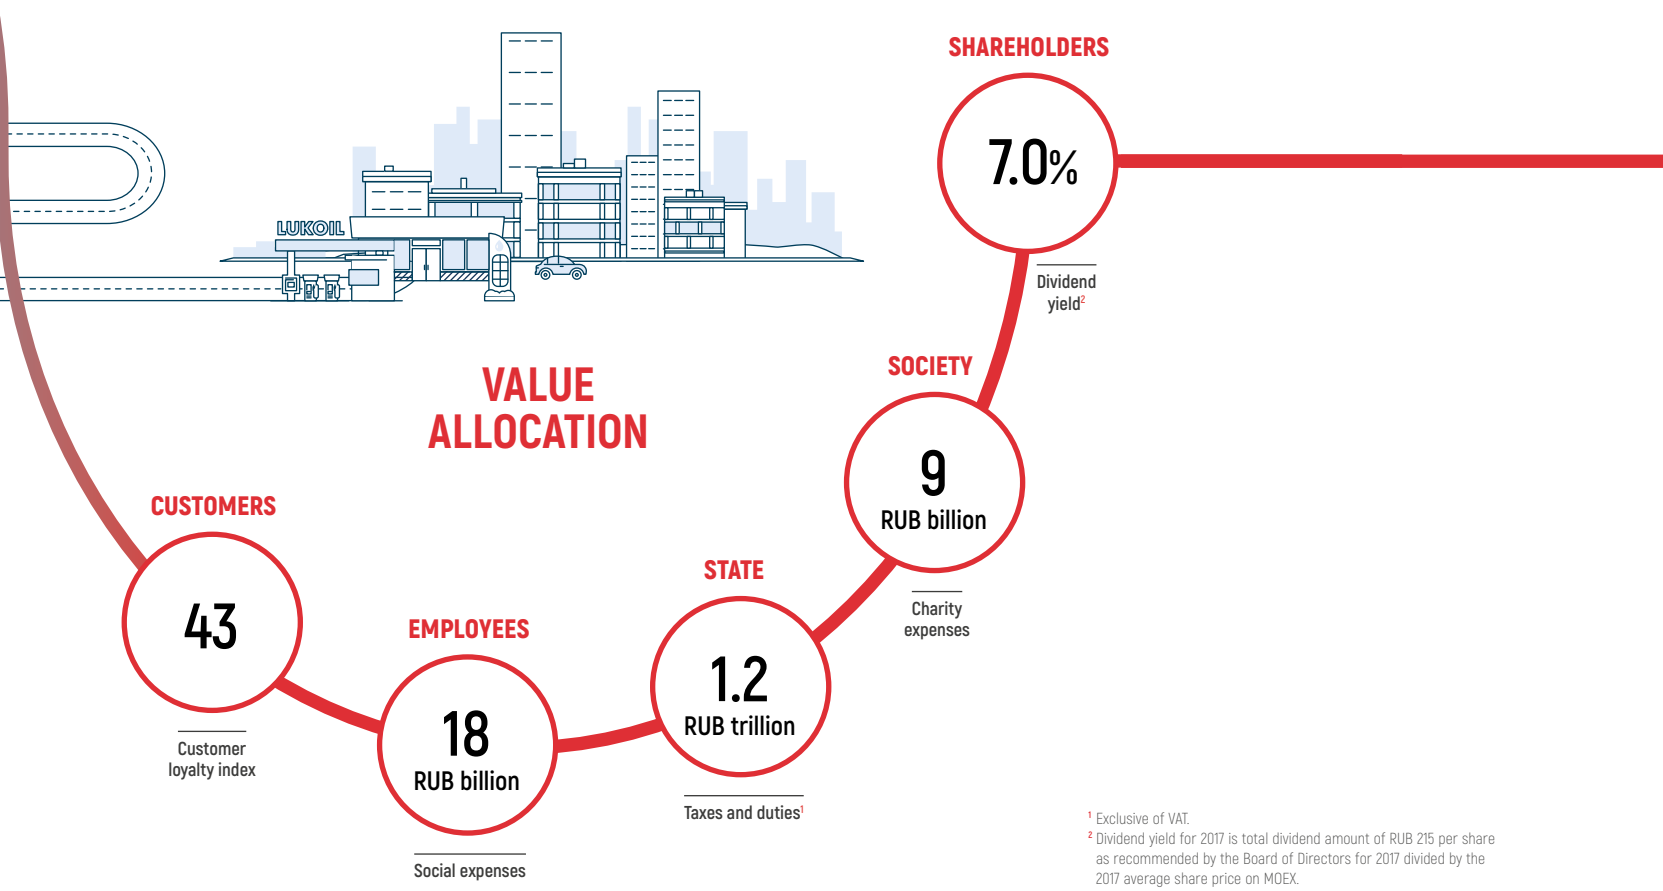 SHAREHOLDERS
7.0%
Dividend
yield²
LUKOIL
VALUE
ALLOCATION
SOCIETY
9
RUB billion
Charity
expenses
CUSTOMERS
43
Customer
loyalty index
EMPLOYEES
18
RUB billion
Social expenses
STATE
1.2
RUB trillion
Taxes and duties¹
¹ Exclusive of VAT.
² Dividend yield for 2017 is total dividend amount of RUB 215 per share
as recommended by the Board of Directors for 2017 divided by the
2017 average share price on MOEX.